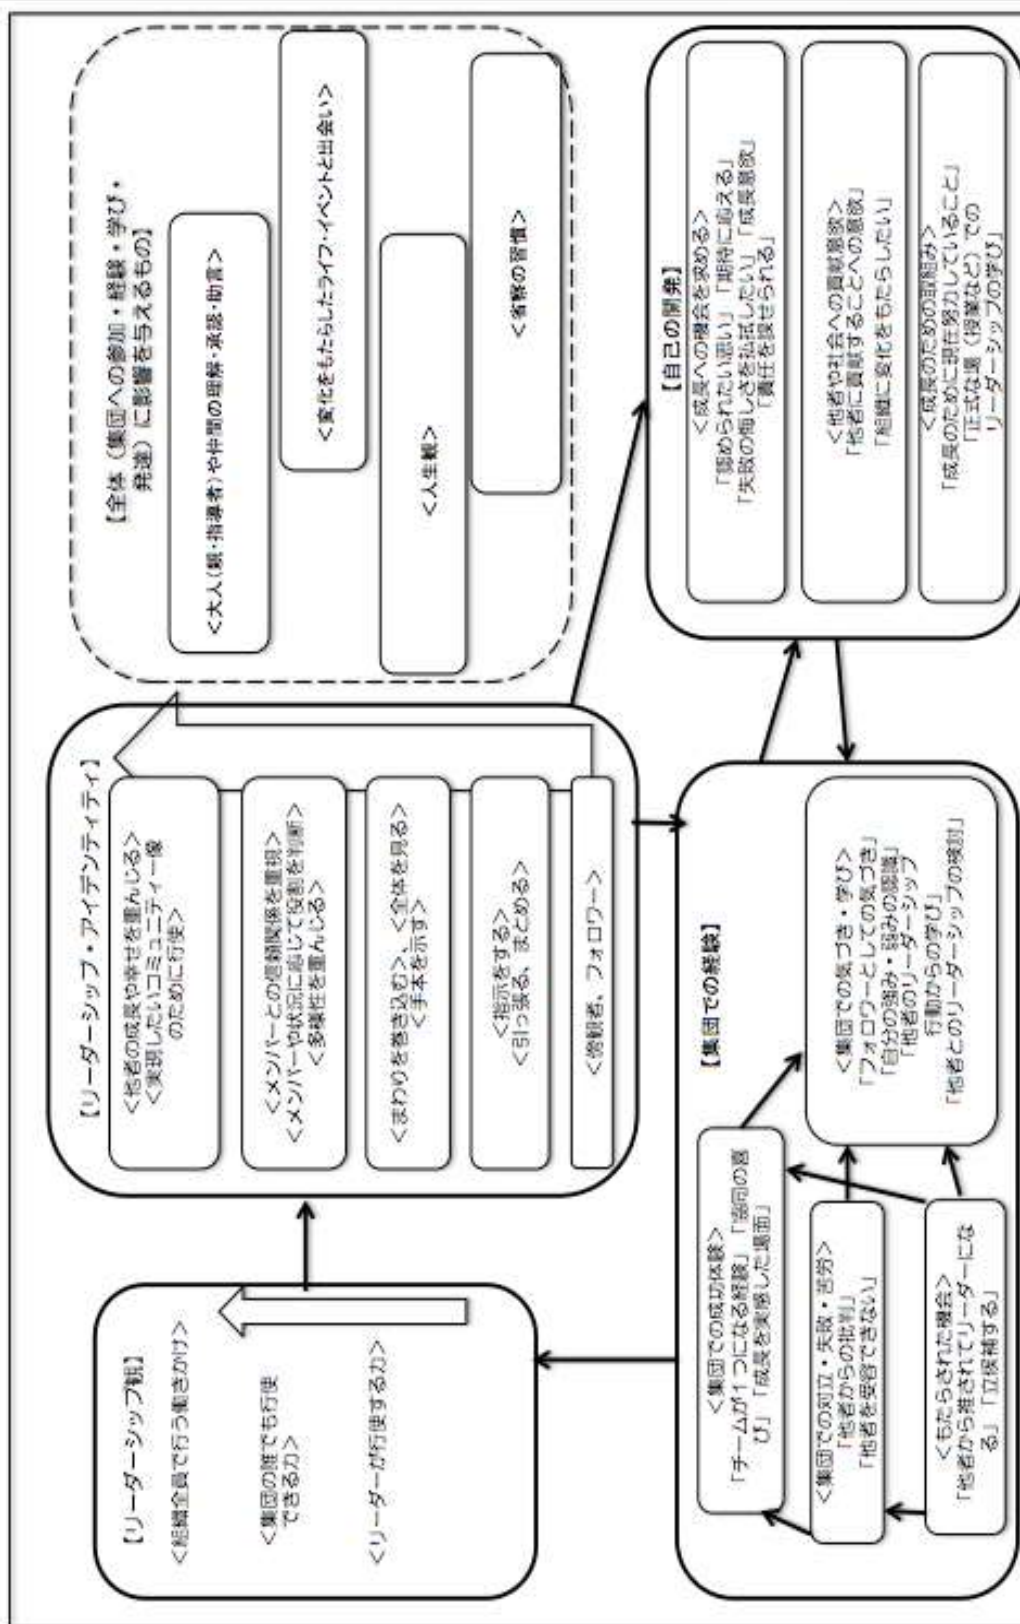 【リーダーシップ観】
＜組織全員で行う働きかけ＞
＜集団の誰でも行使
できる力＞
＜リーダーが行使する力＞
【リーダーシップ・アイデンティティ】
＜他者の成長や幸せを重んじる＞
＜実現したいコミュニティー像
のために行使＞
＜メンバーとの信頼関係を重視＞
＜メンバーや状況に応じて役割を判断＞
＜多様性を重んじる＞
＜まわりを巻き込む＞、＜全体を見る＞
＜手本を示す＞
＜指示をする＞
＜引っ張る、まとめる＞
＜傍観者、フォロワー＞
【全体（集団への参加・経験・学び・
発達）に影響を与えるもの】
＜大人（親・指導者）や仲間の理解・承認・助言＞
＜変化をもたらしたライフ・イベントと出会い＞
＜人生観＞
＜省察の習慣＞
【集団での経験】
＜集団での成功体験＞
「チームが１つになる経験」「協同の喜
び」「成長を実感した場面」
＜集団での対立・失敗・苦労＞
「他者からの批判」
「他者を受容できない」
＜もたらされた機会＞
「他者から推されてリーダーにな
る」「立候補する」
＜集団での気づき・学び＞
「フォロワーとしての気づき」
「自分の強み・弱みの認識」
「他者のリーダーシップ
行動からの学び」
「他者とのリーダーシップの検討」
【自己の開発】
＜成長への機会を求める＞
「認められたい思い」「期待に応える」
「失敗の悔しさを払拭したい」「成長意欲」
「責任を課せられる」
＜他者や社会への貢献意欲＞
「他者に貢献することへの意欲」
「組織に変化をもたらしたい」
＜成長のための取組み＞
「成長のために現在努力していること」
「正式な場（授業など）での
リーダーシップの学び」